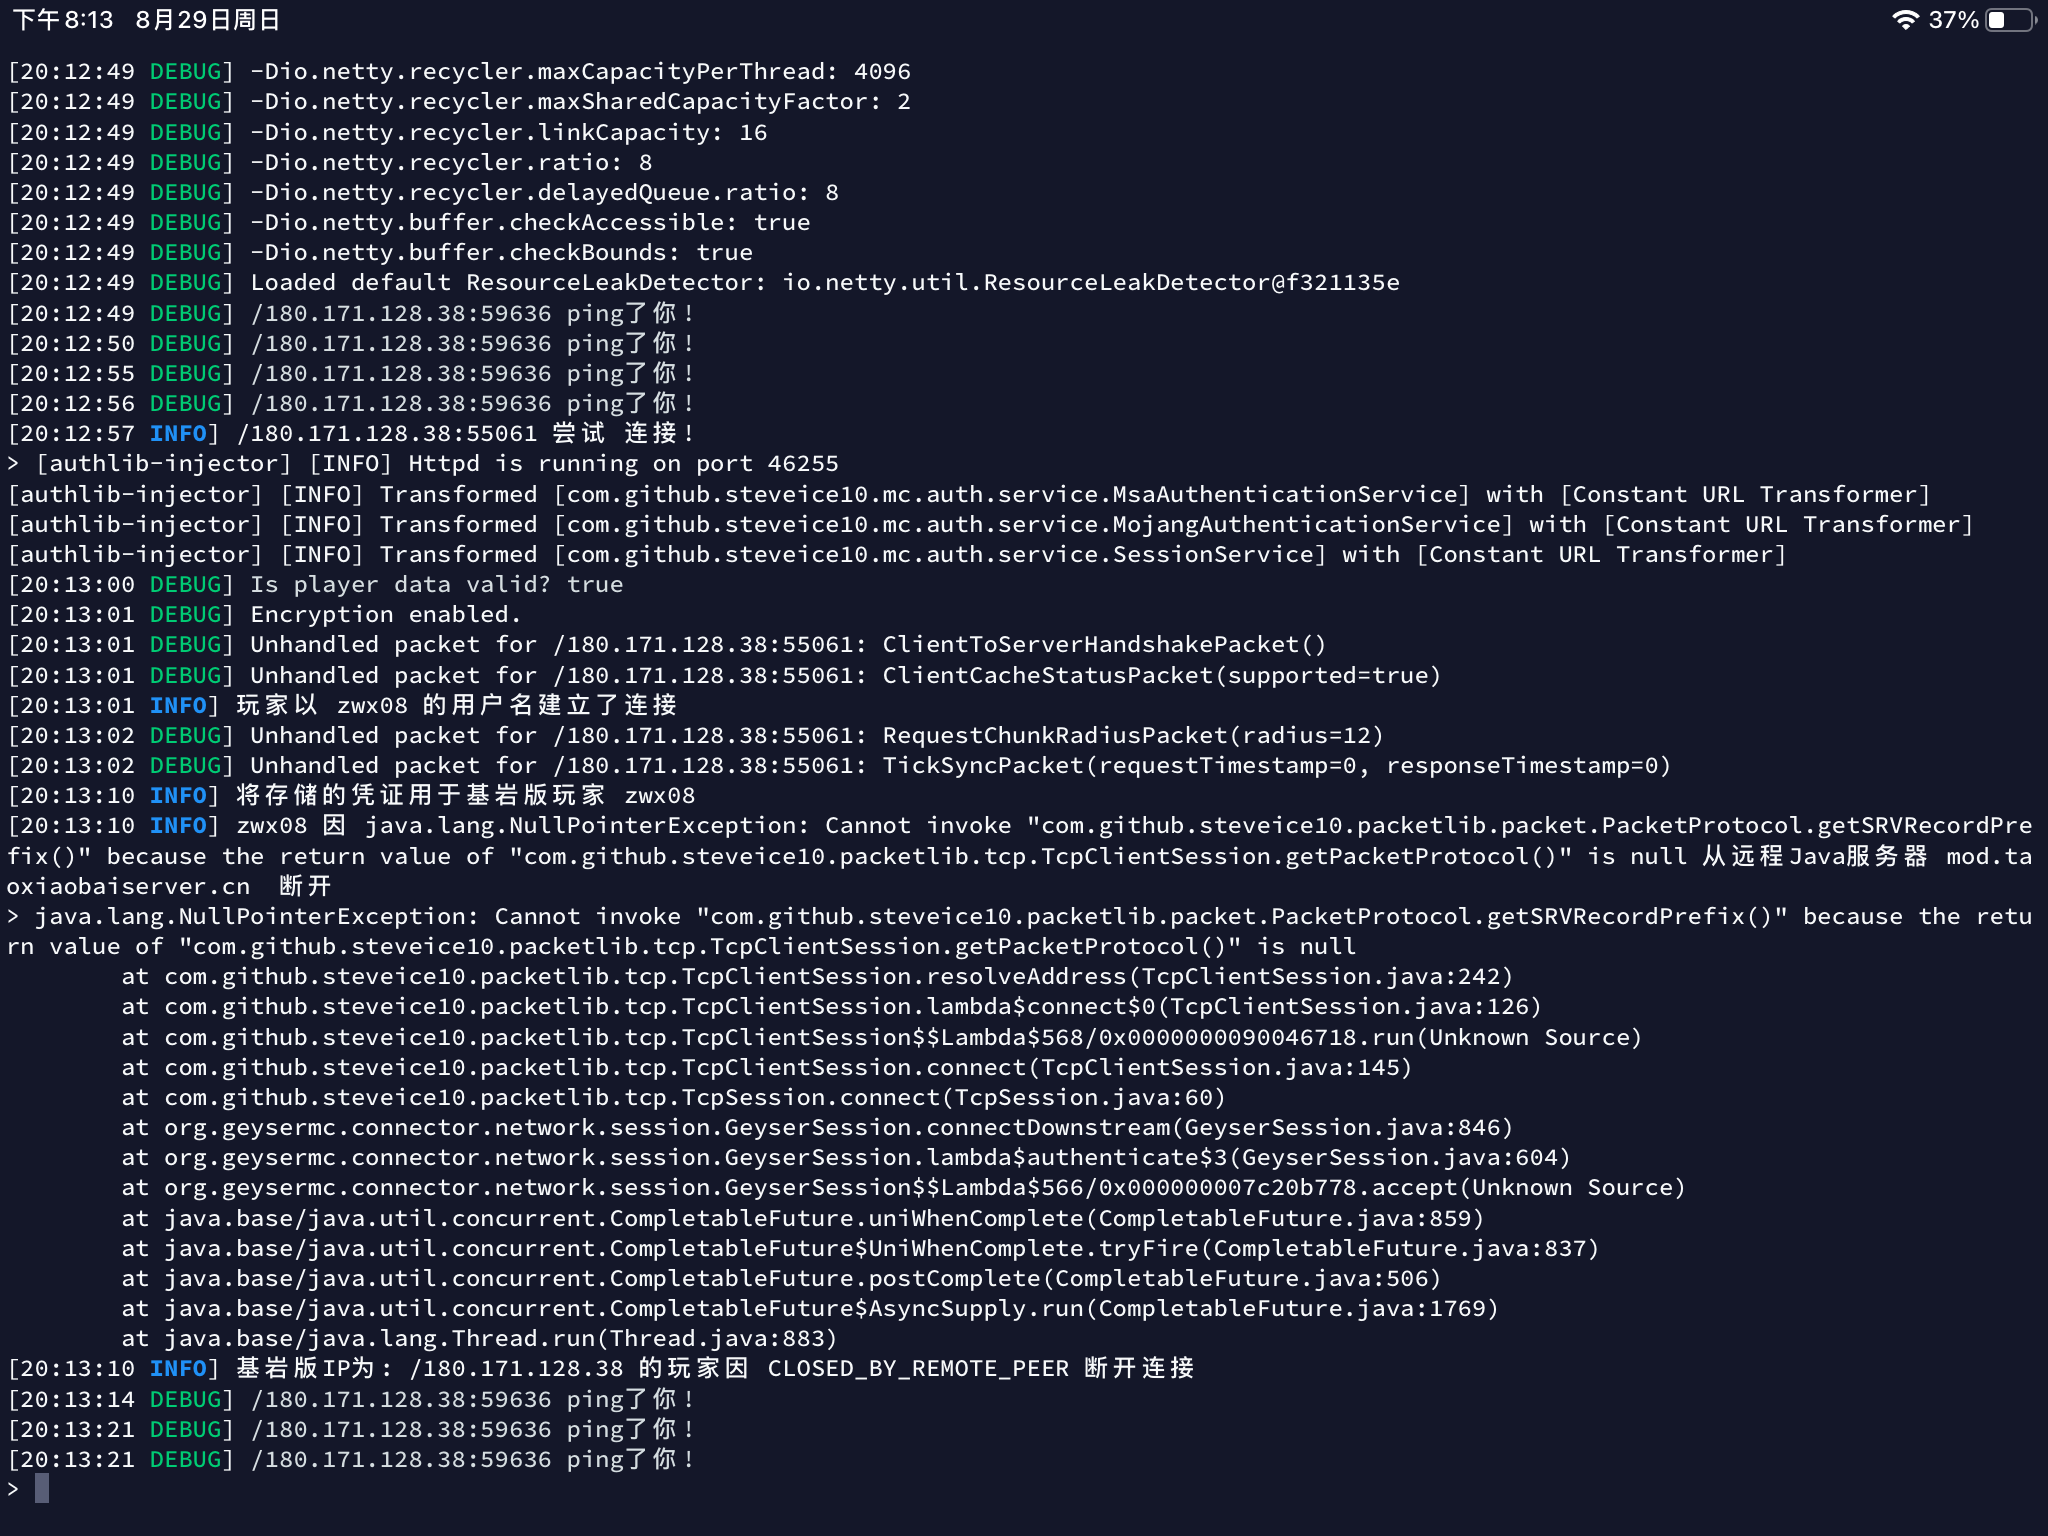 下午8:13 8月29日周日 37%
[20:12:49 DEBUG] -Dio.netty.recycler.maxCapacityPerThread: 4096
[20:12:49 DEBUG] -Dio.netty.recycler.maxSharedCapacityFactor: 2
[20:12:49 DEBUG] -Dio.netty.recycler.linkCapacity: 16
[20:12:49 DEBUG] -Dio.netty.recycler.ratio: 8
[20:12:49 DEBUG] -Dio.netty.recycler.delayedQueue.ratio: 8
[20:12:49 DEBUG] -Dio.netty.buffer.checkAccessible: true
[20:12:49 DEBUG] -Dio.netty.buffer.checkBounds: true
[20:12:49 DEBUG] Loaded default ResourceLeakDetector: io.netty.util.ResourceLeakDetector@f321135e
[20:12:49 DEBUG] /180.171.128.38:59636 ping了你!
[20:12:50 DEBUG] /180.171.128.38:59636 ping了你!
[20:12:55 DEBUG] /180.171.128.38:59636 ping了你!
[20:12:56 DEBUG] /180.171.128.38:59636 ping了你!
[20:12:57 INFO] /180.171.128.38:55061 尝试 连接!
> [authlib-injector] [INFO] Httpd is running on port 46255
[authlib-injector] [INFO] Transformed [com.github.steveice10.mc.auth.service.MsaAuthenticationService] with [Constant URL Transformer]
[authlib-injector] [INFO] Transformed [com.github.steveice10.mc.auth.service.MojangAuthenticationService] with [Constant URL Transformer]
[authlib-injector] [INFO] Transformed [com.github.steveice10.mc.auth.service.SessionService] with [Constant URL Transformer]
[20:13:00 DEBUG] Is player data valid? true
[20:13:01 DEBUG] Encryption enabled.
[20:13:01 DEBUG] Unhandled packet for /180.171.128.38:55061: ClientToServerHandshakePacket()
[20:13:01 DEBUG] Unhandled packet for /180.171.128.38:55061: ClientCacheStatusPacket(supported=true)
[20:13:01 INFO] 玩家以 zwx08 的用户名建立了连接
[20:13:02 DEBUG] Unhandled packet for /180.171.128.38:55061: RequestChunkRadiusPacket(radius=12)
[20:13:02 DEBUG] Unhandled packet for /180.171.128.38:55061: TickSyncPacket(requestTimestamp=0, responseTimestamp=0)
[20:13:10 INFO] 将存储的凭证用于基岩版玩家 zwx08
[20:13:10 INFO] zwx08 因 java.lang.NullPointerException: Cannot invoke "com.github.steveice10.packetlib.packet.PacketProtocol.getSRVRecordPre
fix()" because the return value of "com.github.steveice10.packetlib.tcp.TcpClientSession.getPacketProtocol()" is null 从远程Java服务器 mod.ta
oxiaobaiserver.cn 断开
> java.lang.NullPointerException: Cannot invoke "com.github.steveice10.packetlib.packet.PacketProtocol.getSRVRecordPrefix()" because the retu
rn value of "com.github.steveice10.packetlib.tcp.TcpClientSession.getPacketProtocol()" is null
at com.github.steveice10.packetlib.tcp.TcpClientSession.resolveAddress(TcpClientSession.java:242)
at com.github.steveice10.packetlib.tcp.TcpClientSession.lambda$connect$0(TcpClientSession.java:126)
at com.github.steveice10.packetlib.tcp.TcpClientSession$$Lambda$568/0x0000000090046718.run(Unknown Source)
at com.github.steveice10.packetlib.tcp.TcpClientSession.connect(TcpClientSession.java:145)
at com.github.steveice10.packetlib.tcp.TcpSession.connect(TcpSession.java:60)
at org.geysermc.connector.network.session.GeyserSession.connectDownstream(GeyserSession.java:846)
at org.geysermc.connector.network.session.GeyserSession.lambda$authenticate$3(GeyserSession.java:604)
at org.geysermc.connector.network.session.GeyserSession$$Lambda$566/0x000000007c20b778.accept(Unknown Source)
at java.base/java.util.concurrent.CompletableFuture.uniWhenComplete(CompletableFuture.java:859)
at java.base/java.util.concurrent.CompletableFuture$UniWhenComplete.tryFire(CompletableFuture.java:837)
at java.base/java.util.concurrent.CompletableFuture.postComplete(CompletableFuture.java:506)
at java.base/java.util.concurrent.CompletableFuture$AsyncSupply.run(CompletableFuture.java:1769)
at java.base/java.lang.Thread.run(Thread.java:883)
[20:13:10 INFO] 基岩版IP为: /180.171.128.38 的玩家因 CLOSED_BY_REMOTE_PEER 断开连接
[20:13:14 DEBUG] /180.171.128.38:59636 ping了你!
[20:13:21 DEBUG] /180.171.128.38:59636 ping了你!
[20:13:21 DEBUG] /180.171.128.38:59636 ping了你!
>